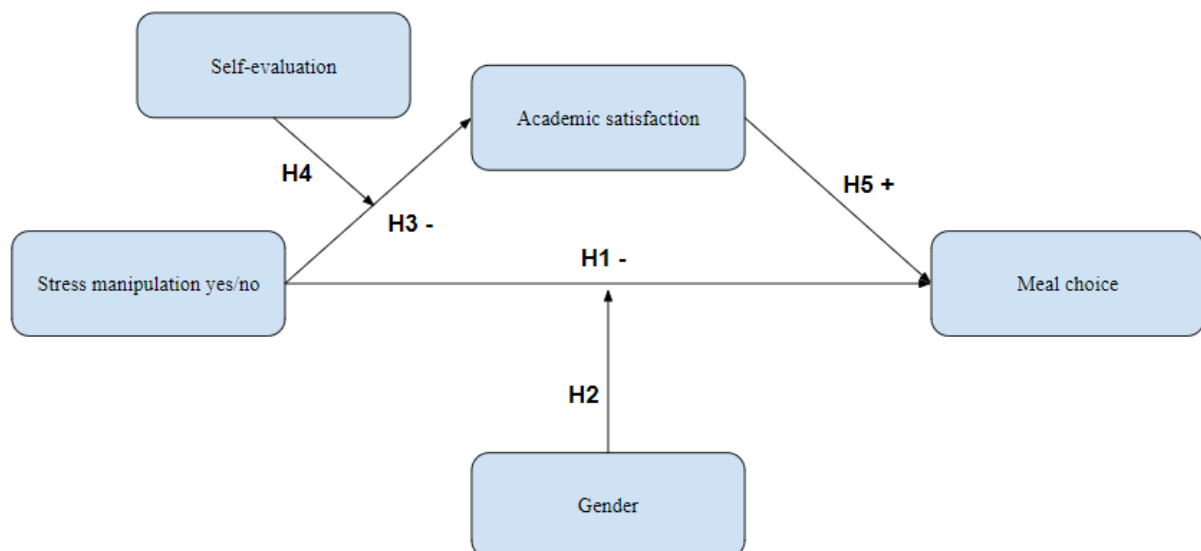 Self-evaluation
Academic satisfaction
H4
H5 +
H3 -
H1 -
Stress manipulation yes/no
Meal choice
H2
Gender